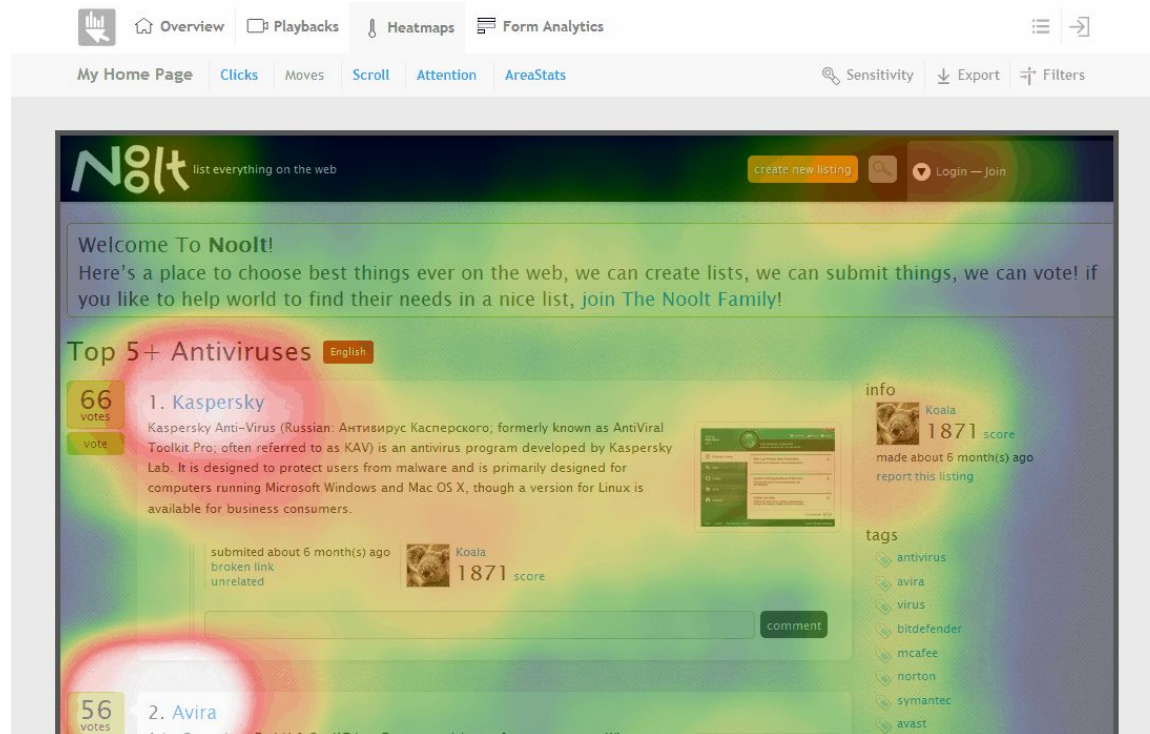 Overview Playbacks Heatmaps Form Analytics
My Home Page Clicks Moves Scroll Attention AreaStats Sensitivity Export Filters
Noolt list everything on the web create new listing Login — Join
Welcome To Noolt!
Here's a place to choose best things ever on the web, we can create lists, we can submit things, we can vote! if
you like to help world to find their needs in a nice list, join The Noolt Family!
Top 5+ Antiviruses English
66
votes
vote
1. Kaspersky
Kaspersky Anti-Virus (Russian: Антивирус Касперского; formerly known as AntiViral
Toolkit Pro; often referred to as KAV) is an antivirus program developed by Kaspersky
Lab. It is designed to protect users from malware and is primarily designed for
computers running Microsoft Windows and Mac OS X, though a version for Linux is
available for business consumers.
submited about 6 month(s) ago
broken link
unrelated
Koala
1871 score
comment
info
Koala
1871 score
made about 6 month(s) ago
report this listing
tags
antivirus
avira
virus
bitdefender
mcafee
norton
symantec
avast
56
votes
2. Avira